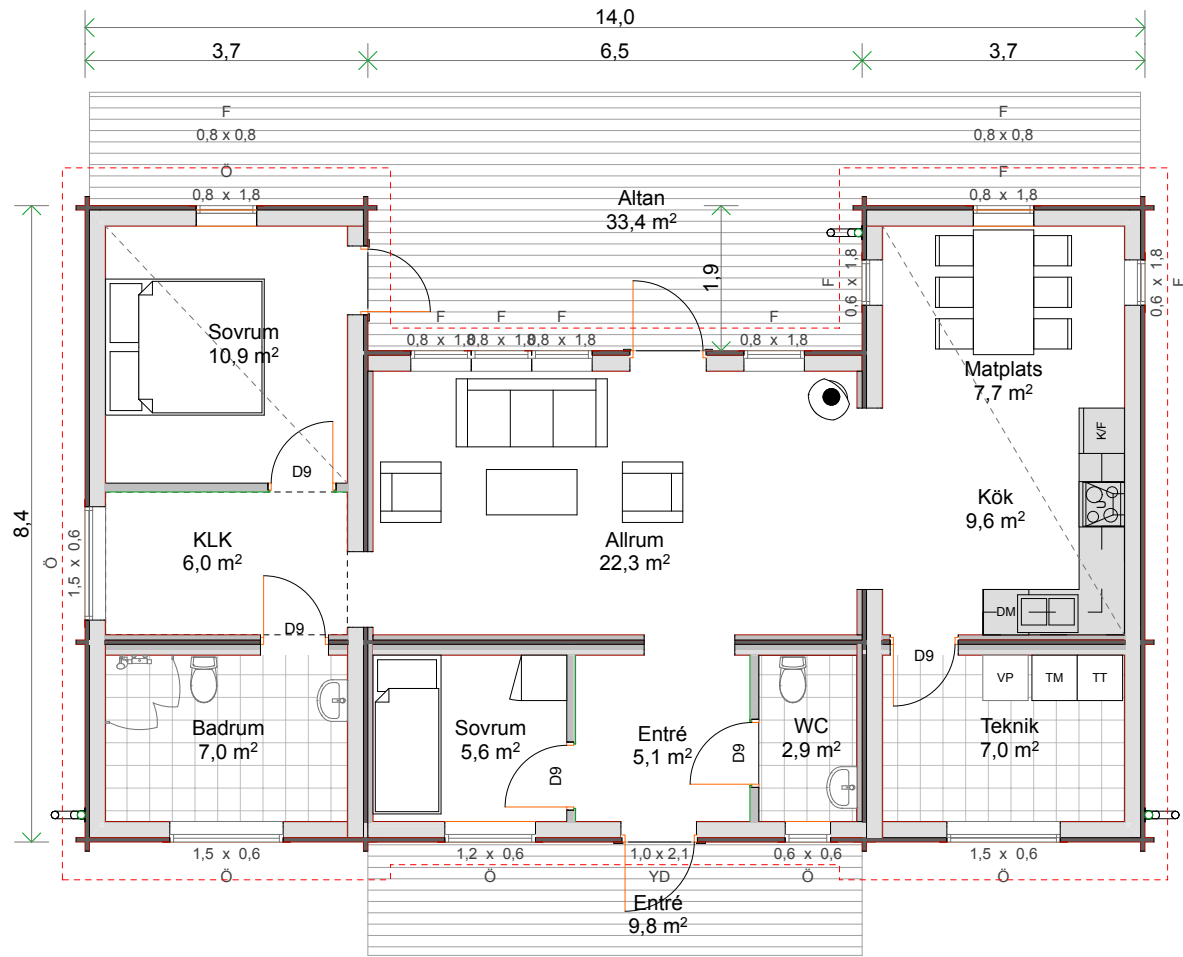 14,0
3,7
6,5
3,7
F
0,8 x 0,8
F
0,8 x 0,8
Ö
0,8 x 1,8
F
0,8 x 1,8
Altan
33,4 m²
1,9
F
0,6 x 1,8
0,6 x 1,8
F
F
F
F
F
0,8 x 1,8
0,8 x 1,8
0,8 x 1,8
0,8 x 1,8
Sovrum
10,9 m²
Matplats
7,7 m²
K/F
D9
Kök
9,6 m²
U
8,4
Ö
1,5 x 0,6
KLK
6,0 m²
Allrum
22,3 m²
DM
D9
D9
VP
TM
TT
Badrum
7,0 m²
Sovrum
5,6 m²
Entré
5,1 m²
WC
2,9 m²
Teknik
7,0 m²
D9
D9
1,5 x 0,6
1,2 x 0,6
1,0 x 2,1
0,6 x 0,6
1,5 x 0,6
Ö
Ö
YD
Ö
Ö
Entré
9,8 m²